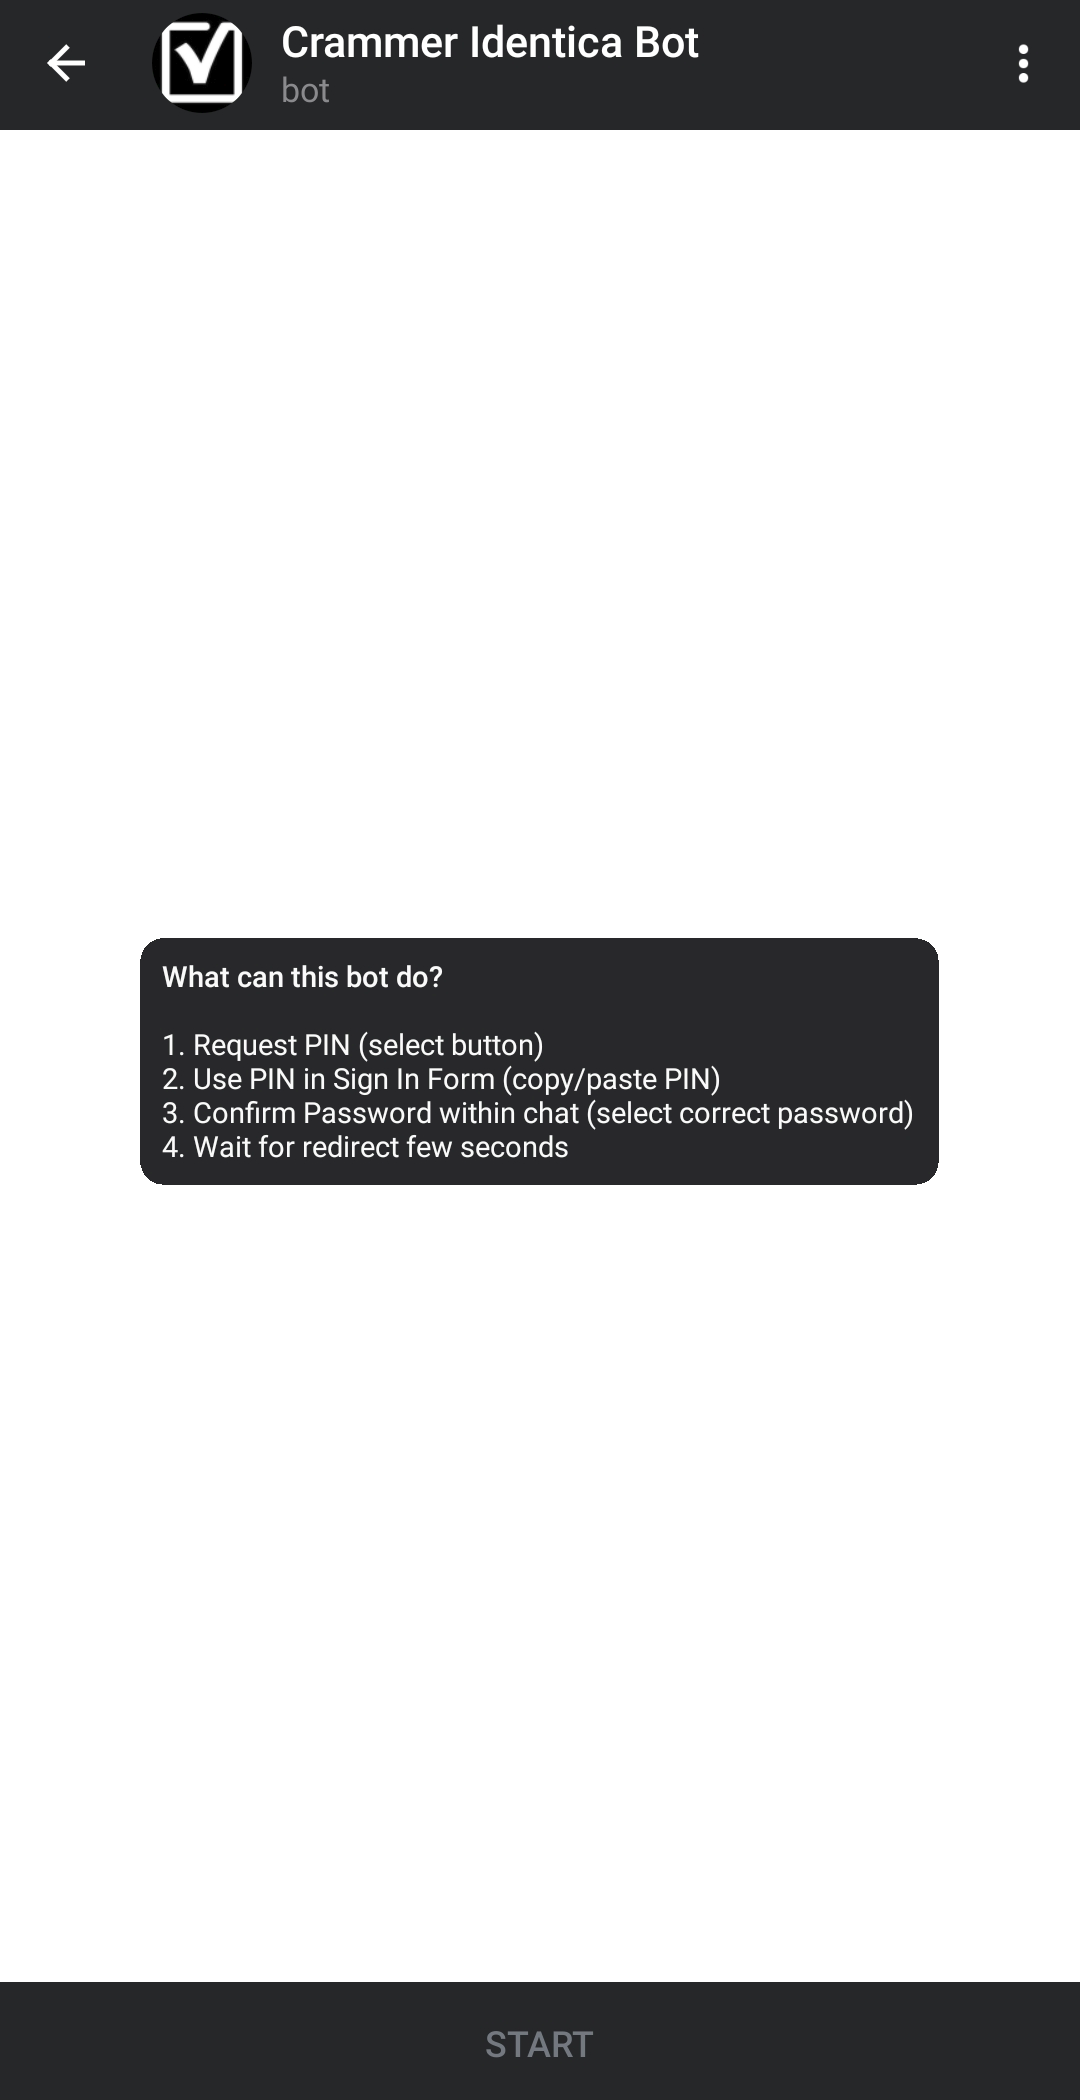 Crammer Identica Bot
bot
What can this bot do?
1. Request PIN (select button)
2. Use PIN in Sign In Form (copy/paste PIN)
3. Confirm Password within chat (select correct password)
4. Wait for redirect few seconds
START